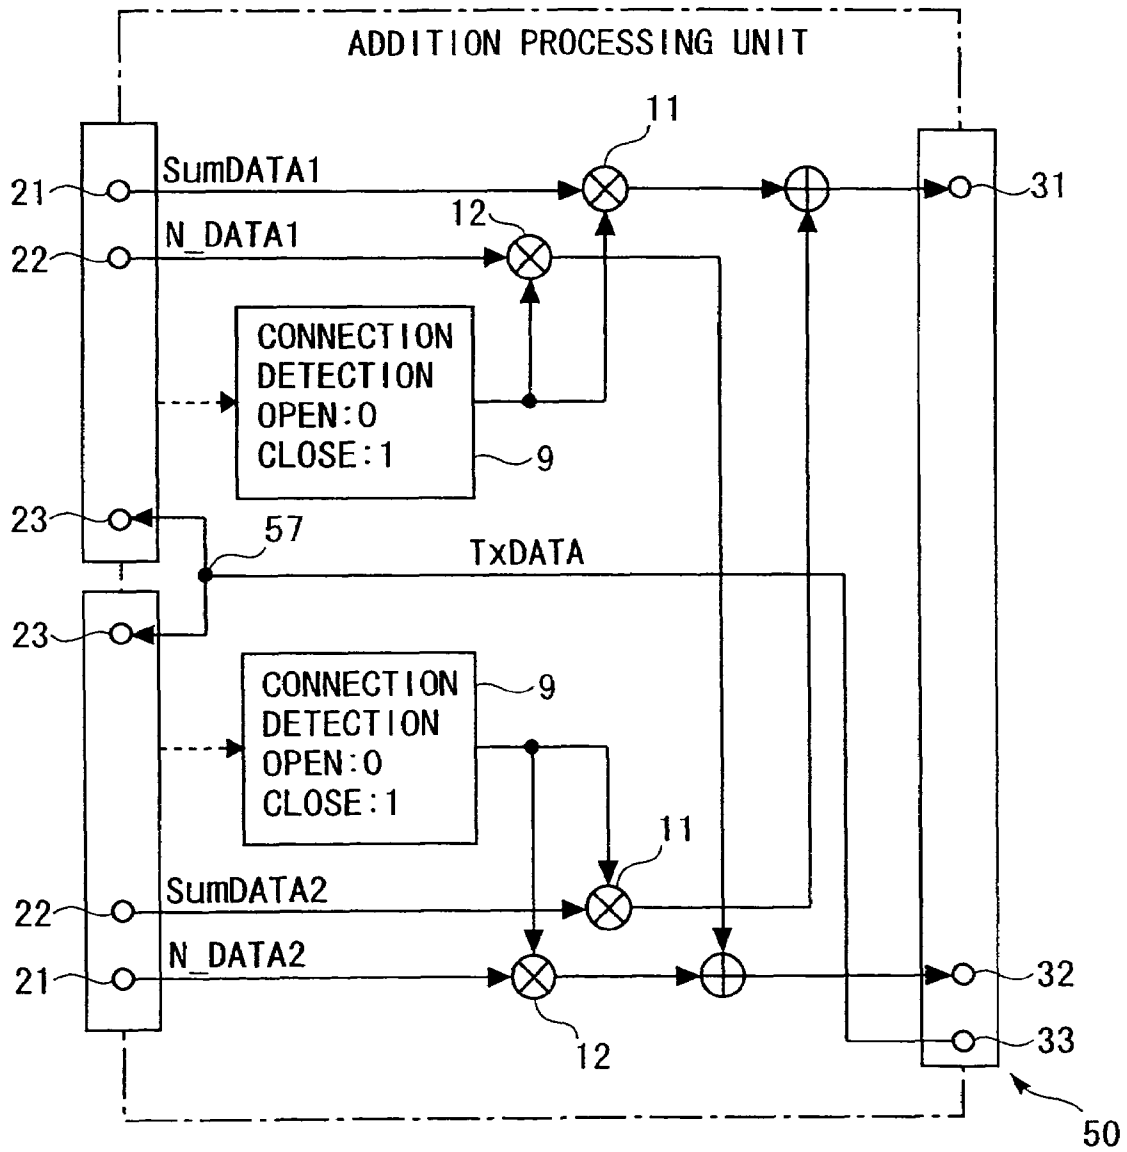 ADDITION PROCESSING UNIT
11
SumDATA1
21
31
12
N_DATA1
22
CONNECTION
DETECTION
OPEN:0
CLOSE:1
9
23
57
TxDATA
23
CONNECTION
9
DETECTION
OPEN:0
CLOSE:1
11
SumDATA2
22
N_DATA2
21
32
12
33
50